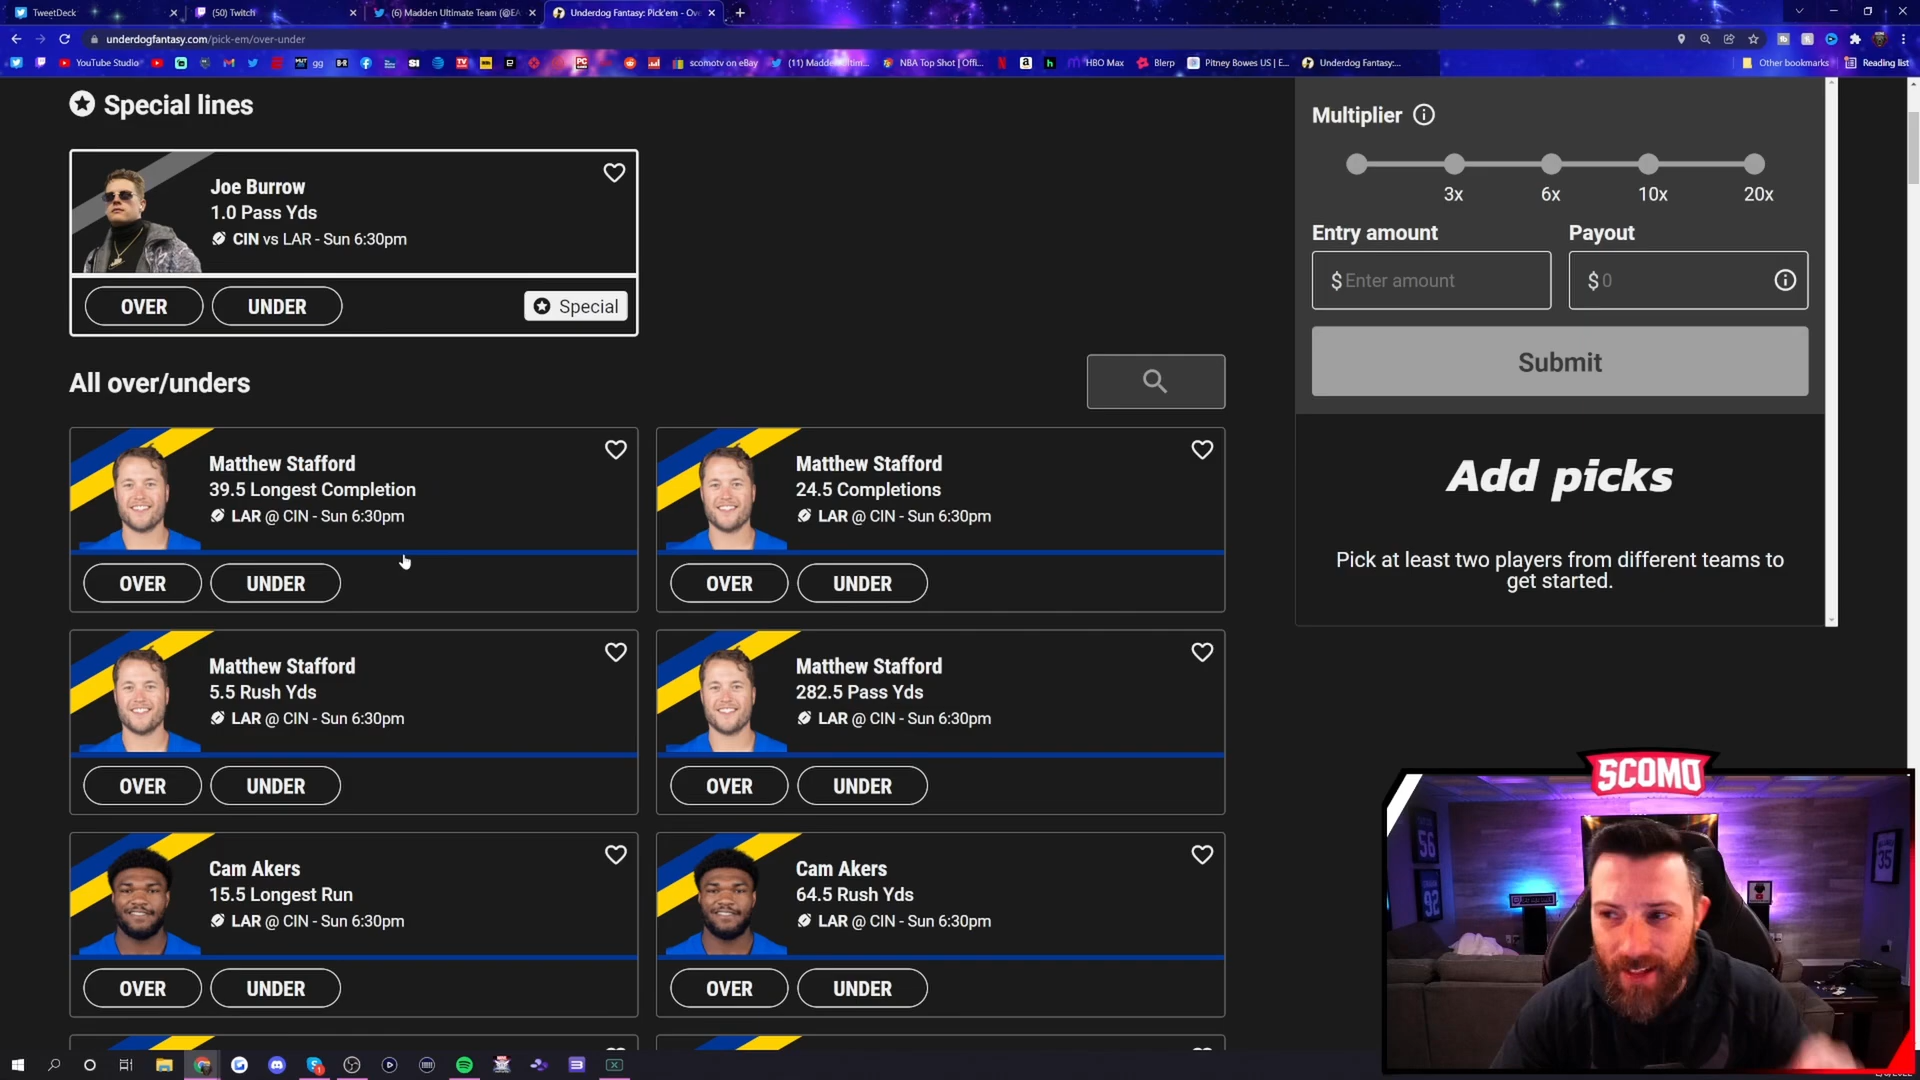 TweetDeck
(50) Twitch
(6) Madden Ultimate Team (@EA
Underdog Fantasy: Pick'em - Ov
underdogfantasy.com/pick-em/over-under
YouTube Studio
gg
scomotv on eBay
(11) Madde
NBA Top Shot | Offi...
HBO Max
Blerp
Pitney Bowes US | E...
Underdog Fantasy:...
Other bookmarks
Reading list
Special lines
Joe Burrow
1.0 Pass Yds
CIN vs LAR - Sun 6:30pm
OVER UNDER Special
All over/unders
Matthew Stafford
39.5 Longest Completion
LAR @ CIN - Sun 6:30pm
OVER UNDER
Matthew Stafford
24.5 Completions
LAR @ CIN - Sun 6:30pm
OVER UNDER
Matthew Stafford
5.5 Rush Yds
LAR @ CIN - Sun 6:30pm
OVER UNDER
Matthew Stafford
282.5 Pass Yds
LAR @ CIN - Sun 6:30pm
OVER UNDER
Cam Akers
15.5 Longest Run
LAR @ CIN - Sun 6:30pm
OVER UNDER
Cam Akers
64.5 Rush Yds
LAR @ CIN - Sun 6:30pm
OVER UNDER
Multiplier
3x 6x 10x 20x
Entry amount Payout
$ Enter amount $ 0
Submit
Add picks
Pick at least two players from different teams to
get started.
SCOMO
56
92
35